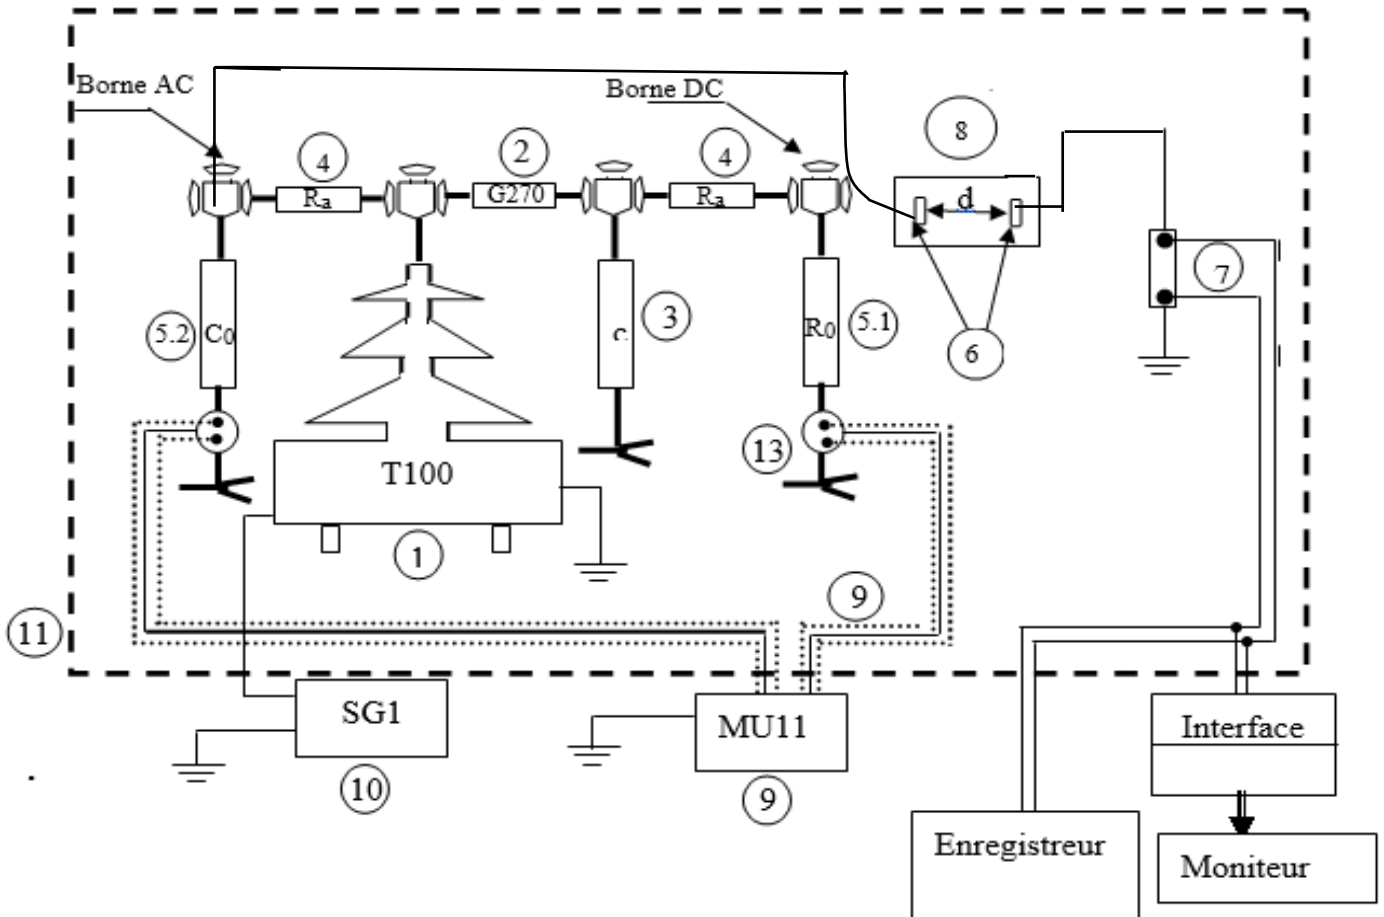 Borne AC
Borne DC
8
4
2
4
Ra
G270
Ra
d
7
5.2
C0
3
c
R0
5.1
6
T100
13
1
9
11
SG1
MU11
Interface
10
9
Enregistreur
Moniteur